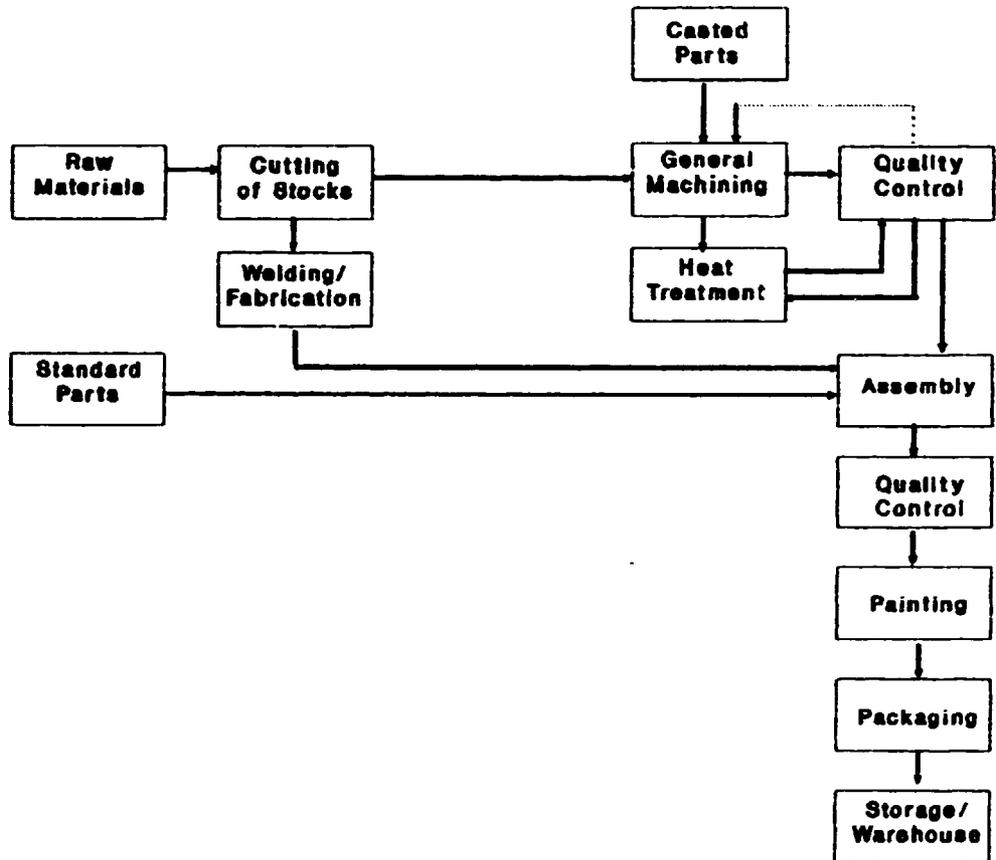 Casted
Parts
Raw
Materials
Cutting
of Stocks
General
Machining
Quality
Control
Welding/
Fabrication
Heat
Treatment
Standard
Parts
Assembly
Quality
Control
Painting
Packaging
Storage/
Warehouse